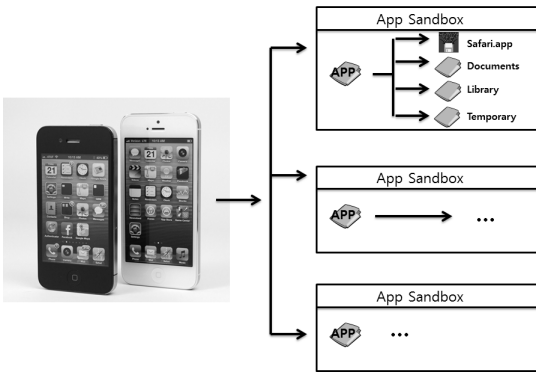 App Sandbox
APP
Safari.app
Documents
Library
Temporary
App Sandbox
APP
...
App Sandbox
APP
...